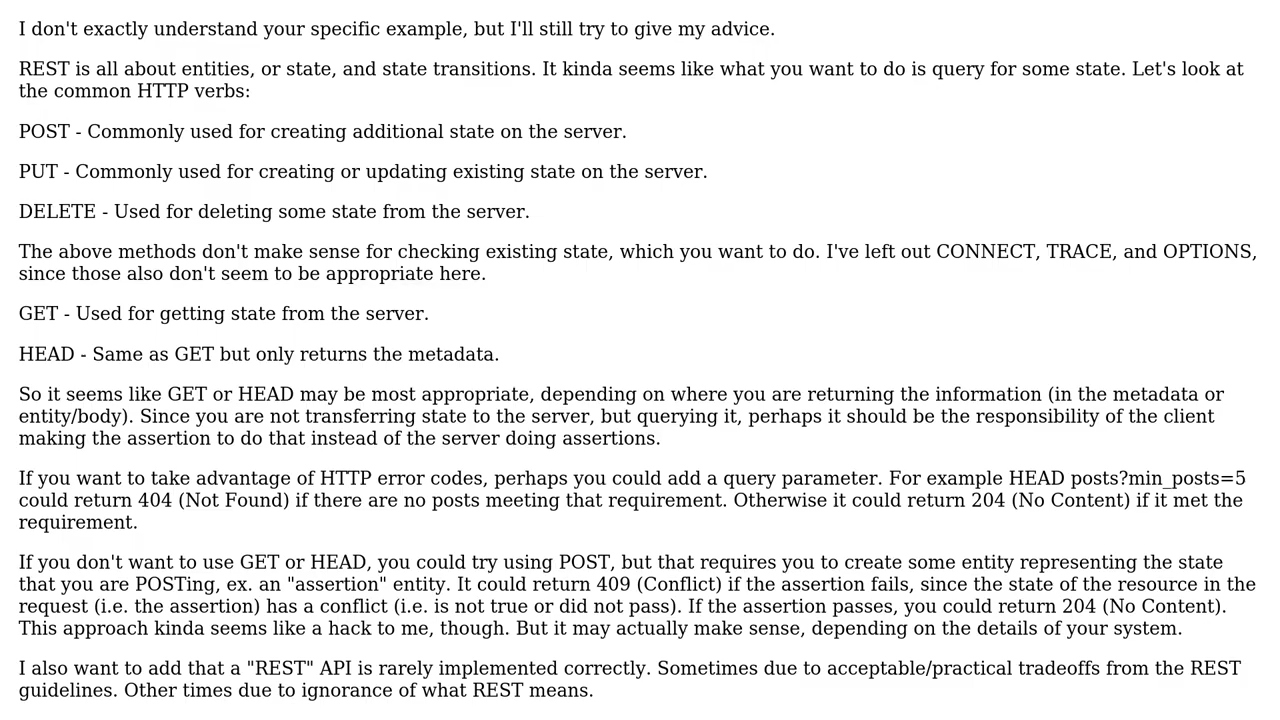 I don't exactly understand your specific example, but I'll still try to give my advice.
REST is all about entities, or state, and state transitions. It kinda seems like what you want to do is query for some state. Let's look at
the common HTTP verbs:
POST - Commonly used for creating additional state on the server.
PUT - Commonly used for creating or updating existing state on the server.
DELETE - Used for deleting some state from the server.
The above methods don't make sense for checking existing state, which you want to do. I've left out CONNECT, TRACE, and OPTIONS,
since those also don't seem to be appropriate here.
GET - Used for getting state from the server.
HEAD - Same as GET but only returns the metadata.
So it seems like GET or HEAD may be most appropriate, depending on where you are returning the information (in the metadata or
entity/body). Since you are not transferring state to the server, but querying it, perhaps it should be the responsibility of the client
making the assertion to do that instead of the server doing assertions.
If you want to take advantage of HTTP error codes, perhaps you could add a query parameter. For example HEAD posts?min_posts=5
could return 404 (Not Found) if there are no posts meeting that requirement. Otherwise it could return 204 (No Content) if it met the
requirement.
If you don't want to use GET or HEAD, you could try using POST, but that requires you to create some entity representing the state
that you are POSTing, ex. an "assertion" entity. It could return 409 (Conflict) if the assertion fails, since the state of the resource in the
request (i.e. the assertion) has a conflict (i.e. is not true or did not pass). If the assertion passes, you could return 204 (No Content).
This approach kinda seems like a hack to me, though. But it may actually make sense, depending on the details of your system.
I also want to add that a "REST" API is rarely implemented correctly. Sometimes due to acceptable/practical tradeoffs from the REST
guidelines. Other times due to ignorance of what REST means.